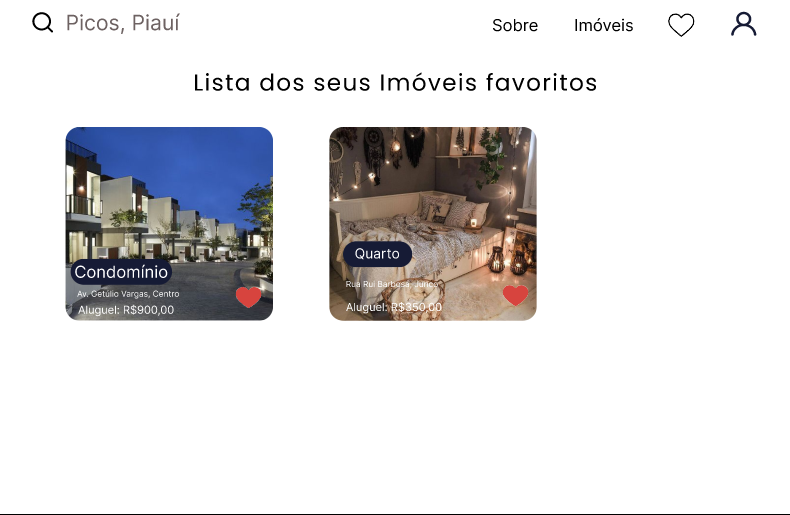 Picos, Piauí
Sobre
Imóveis
Lista dos seus Imóveis favoritos
Condomínio
Av. Getúlio Vargas, Centro
Aluguel: R$900,00
Quarto
Rua Rui Barbosa, Junco
Aluguel: R$350,00